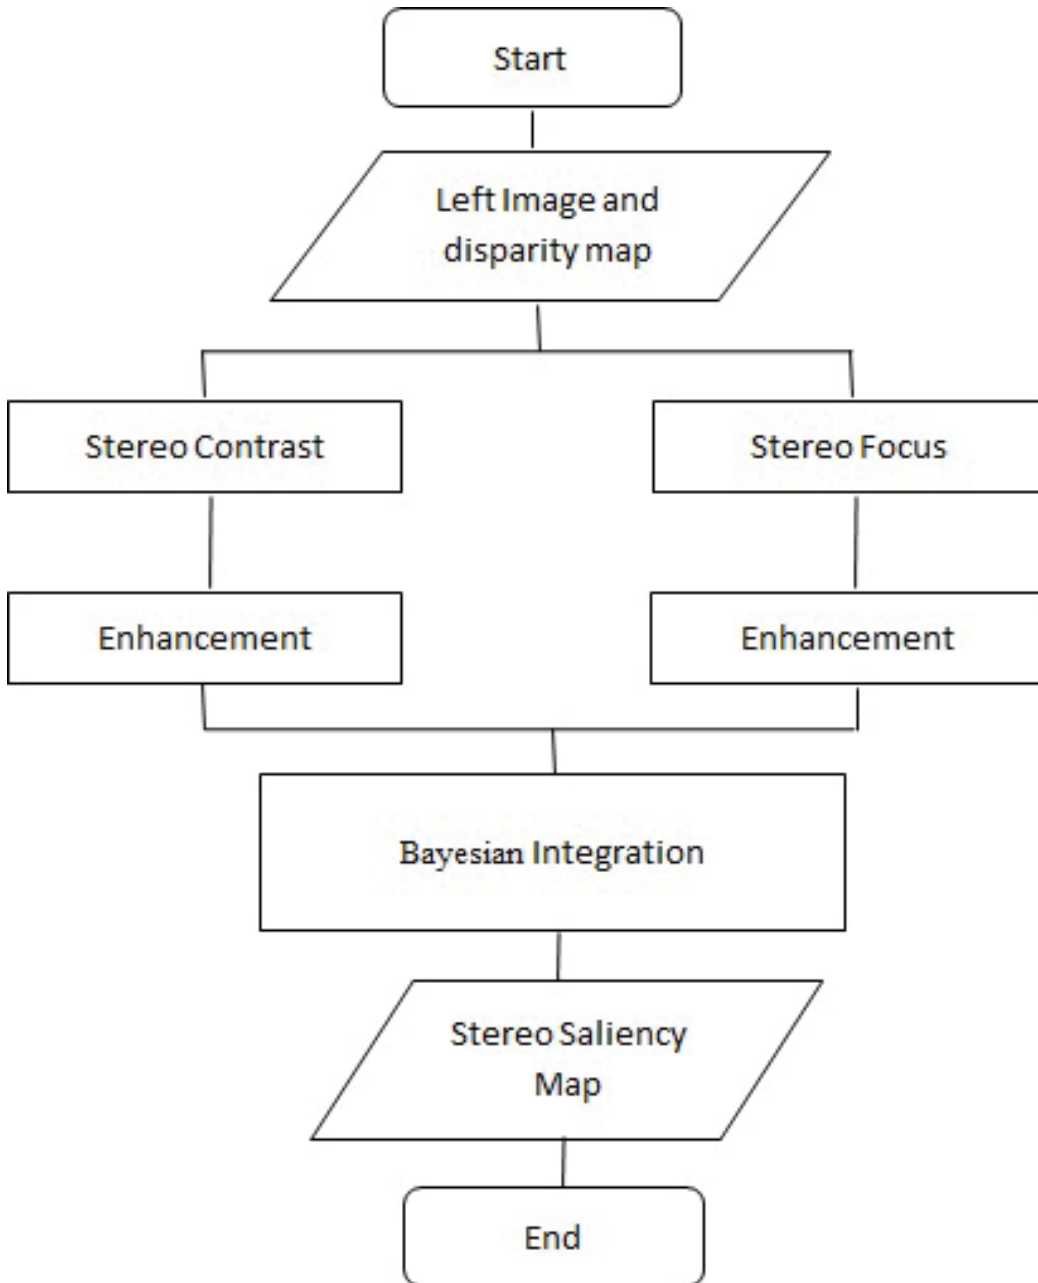 Start
Left Image and
disparity map
Stereo Contrast
Stereo Focus
Enhancement
Enhancement
Bayesian Integration
Stereo Saliency
Map
End